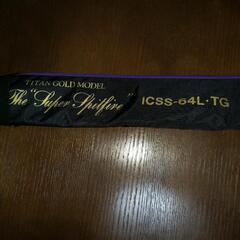 TITAN GOLD MODEL
The "Super Spitfire" ICSS-64L·TG